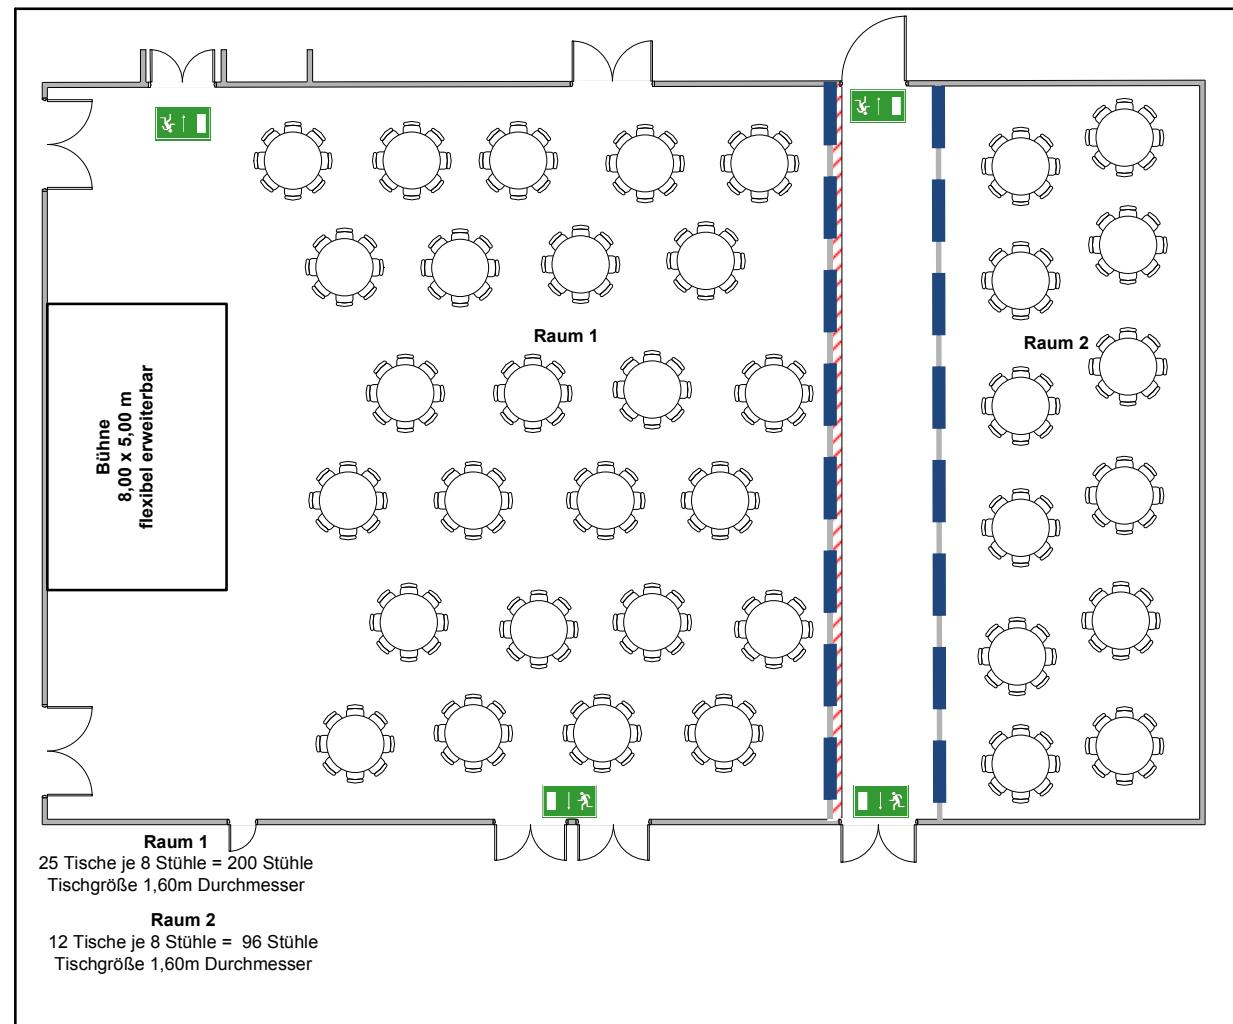 Raum 1
Raum 2
Bühne
8,00 x 5,00 m
flexibel erweiterbar
Raum 1
25 Tische je 8 Stühle = 200 Stühle
Tischgröße 1,60m Durchmesser
Raum 2
12 Tische je 8 Stühle = 96 Stühle
Tischgröße 1,60m Durchmesser